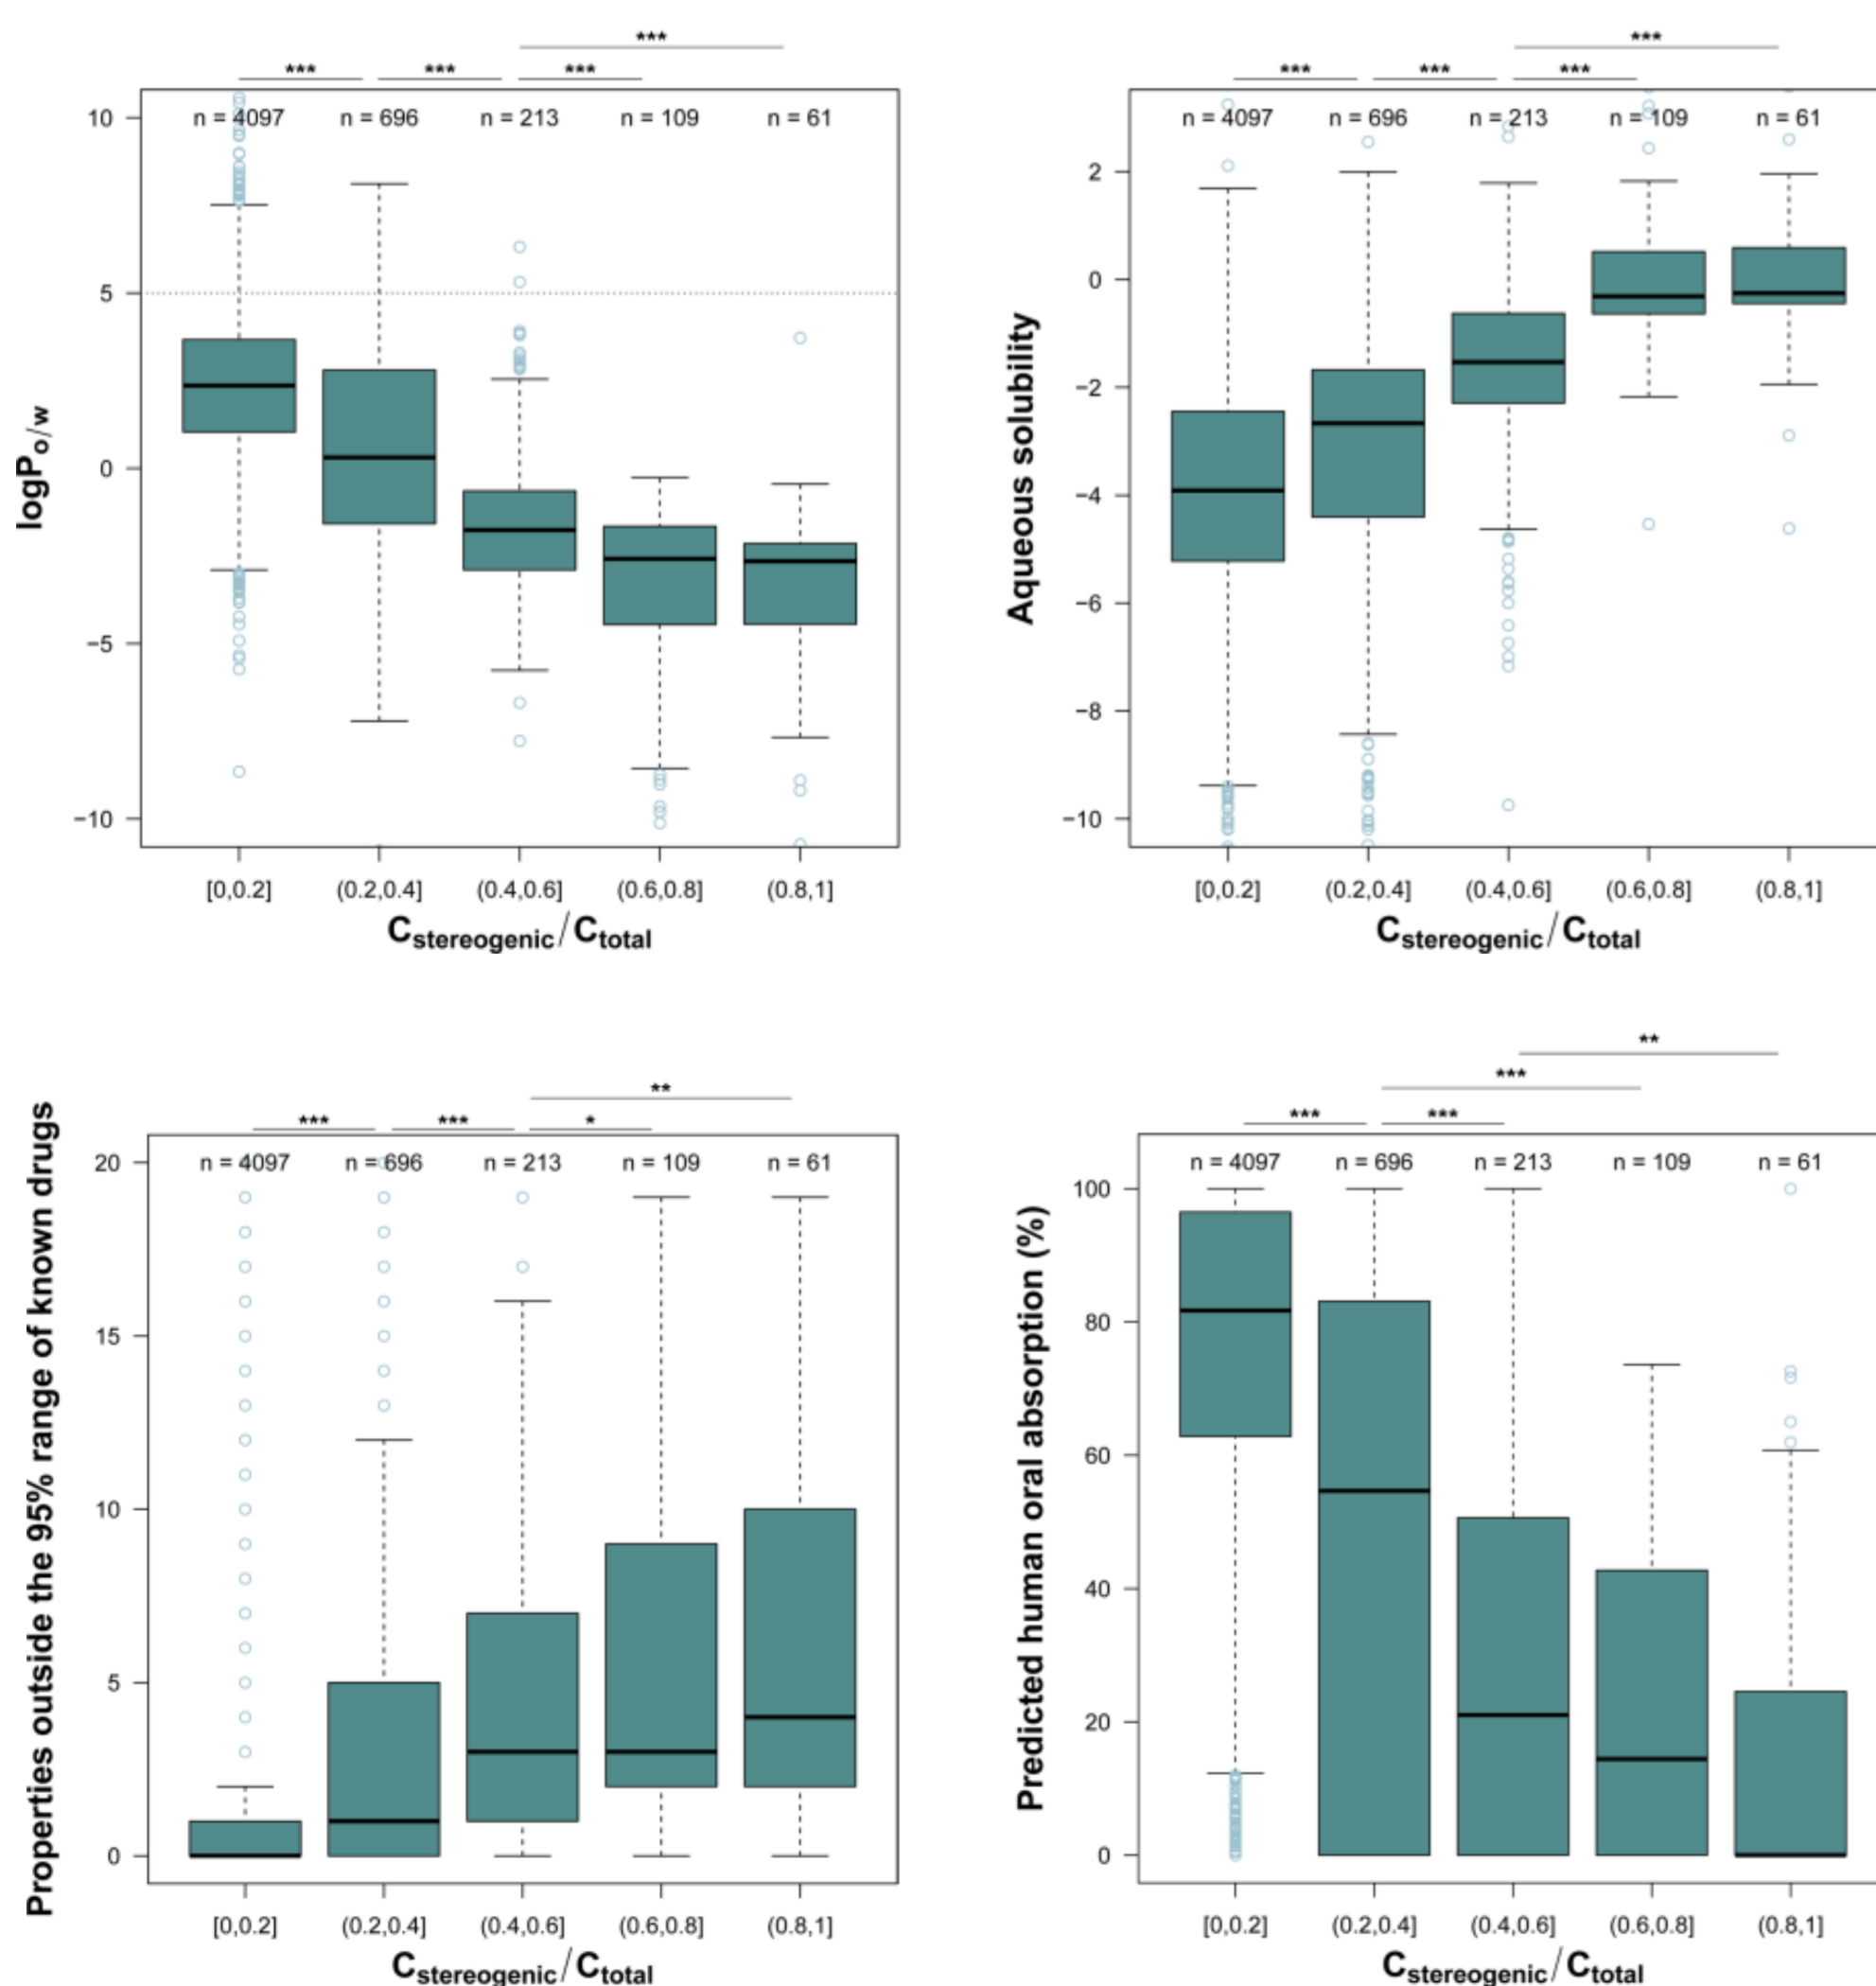 ***
*** *** ***
n = 4097 n = 696 n = 213 n = 109 n = 61
10
5
0
−5
−10
logPo/w
[0,0.2] (0.2,0.4] (0.4,0.6] (0.6,0.8] (0.8,1]
Cstereogenic/Ctotal
***
*** *** ***
n = 4097 n = 696 n = 213 n = 109 n = 61
2
0
−2
−4
−6
−8
−10
Aqueous solubility
[0,0.2] (0.2,0.4] (0.4,0.6] (0.6,0.8] (0.8,1]
Cstereogenic/Ctotal
**
*** *** *
n = 4097 n = 696 n = 213 n = 109 n = 61
20
15
10
5
0
Properties outside the 95% range of known drugs
[0,0.2] (0.2,0.4] (0.4,0.6] (0.6,0.8] (0.8,1]
Cstereogenic/Ctotal
**
***
*** ***
n = 4097 n = 696 n = 213 n = 109 n = 61
100
80
60
40
20
0
Predicted human oral absorption (%)
[0,0.2] (0.2,0.4] (0.4,0.6] (0.6,0.8] (0.8,1]
Cstereogenic/Ctotal